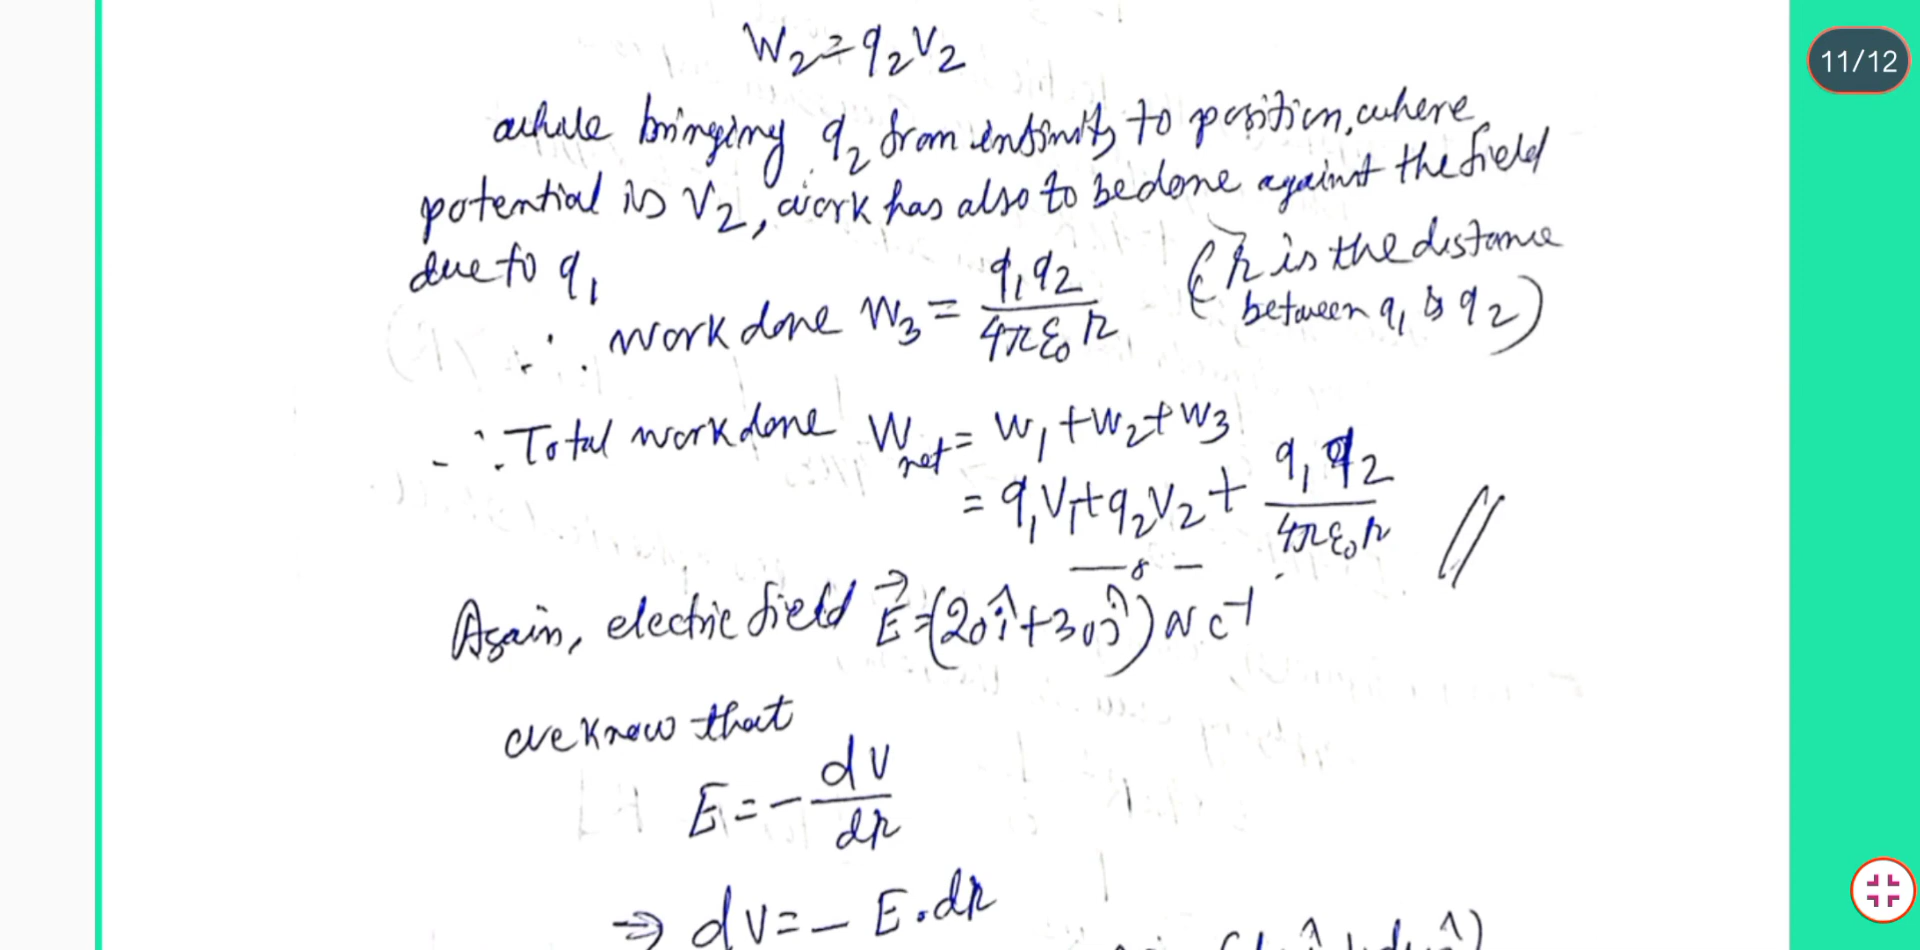 W₂ = q₂V₂
11/12
while bringing q₂ from infinity to position, where
potential is V₂, work has also to be done against the field
due to q₁
∴ work done W₃ = q₁q₂ / 4πε₀r (r is the distance
between q₁ & q₂)
∴ Total work done W_net = W₁ + W₂ + W₃
= q₁V₁ + q₂V₂ + q₁q₂ / 4πε₀r //
Again, electric field E⃗ = (20î + 30ĵ) N C⁻¹
we know that
E = - dV / dr
⇒ dV = - E . dr